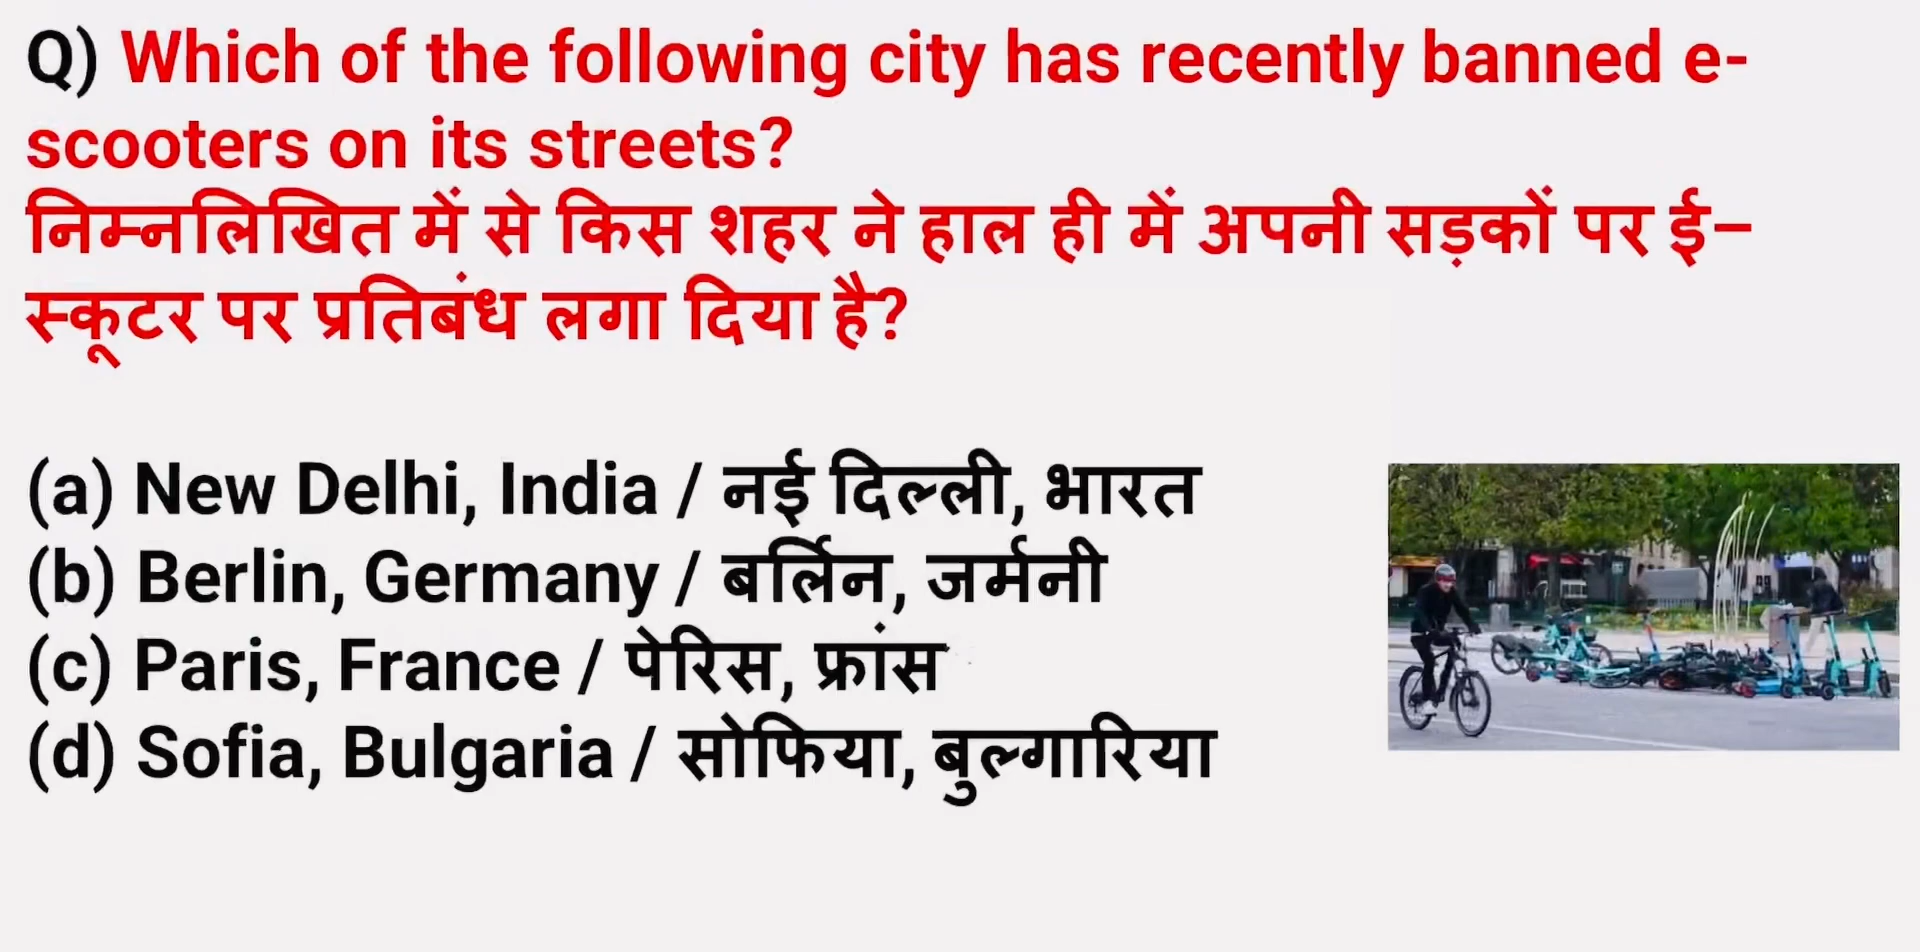 Q) Which of the following city has recently banned e-
scooters on its streets?
निम्नलिखित में से किस शहर ने हाल ही में अपनी सड़कों पर ई-
स्कूटर पर प्रतिबंध लगा दिया है?
(a) New Delhi, India / नई दिल्ली, भारत
(b) Berlin, Germany / बर्लिन, जर्मनी
(c) Paris, France / पेरिस, फ्रांस
(d) Sofia, Bulgaria / सोफिया, बुल्गारिया